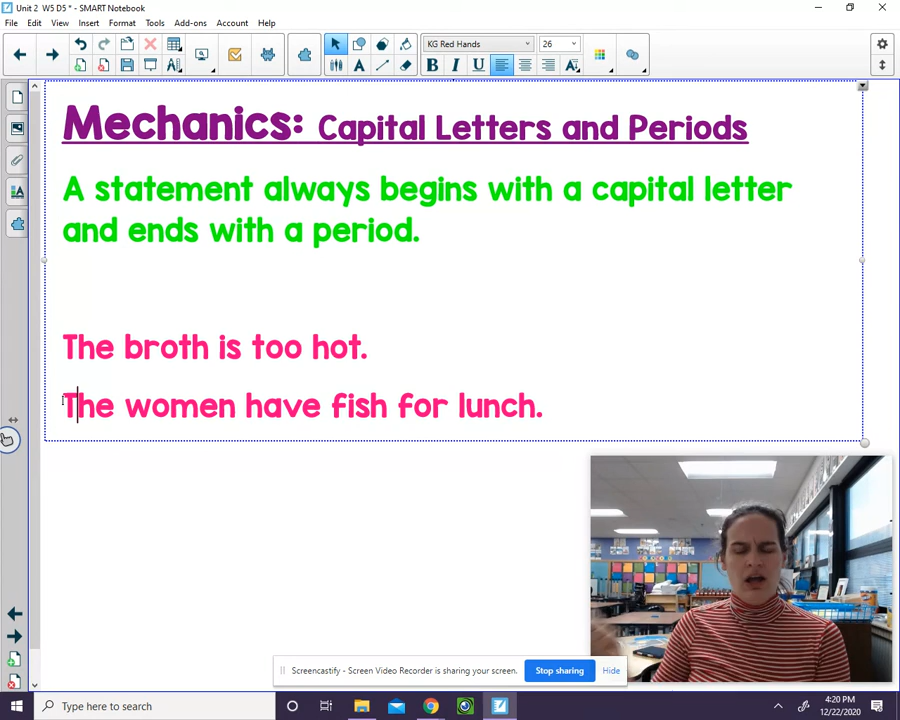 Unit 2 W5 D5 * - SMART Notebook
File Edit View Insert Format Tools Add-ons Account Help
KG Red Hands 26
B I U
Mechanics: Capital Letters and Periods
A statement always begins with a capital letter
and ends with a period.
The broth is too hot.
The women have fish for lunch.
Screencastify - Screen Video Recorder is sharing your screen. Stop sharing Hide
Type here to search
4:20 PM
12/22/2020